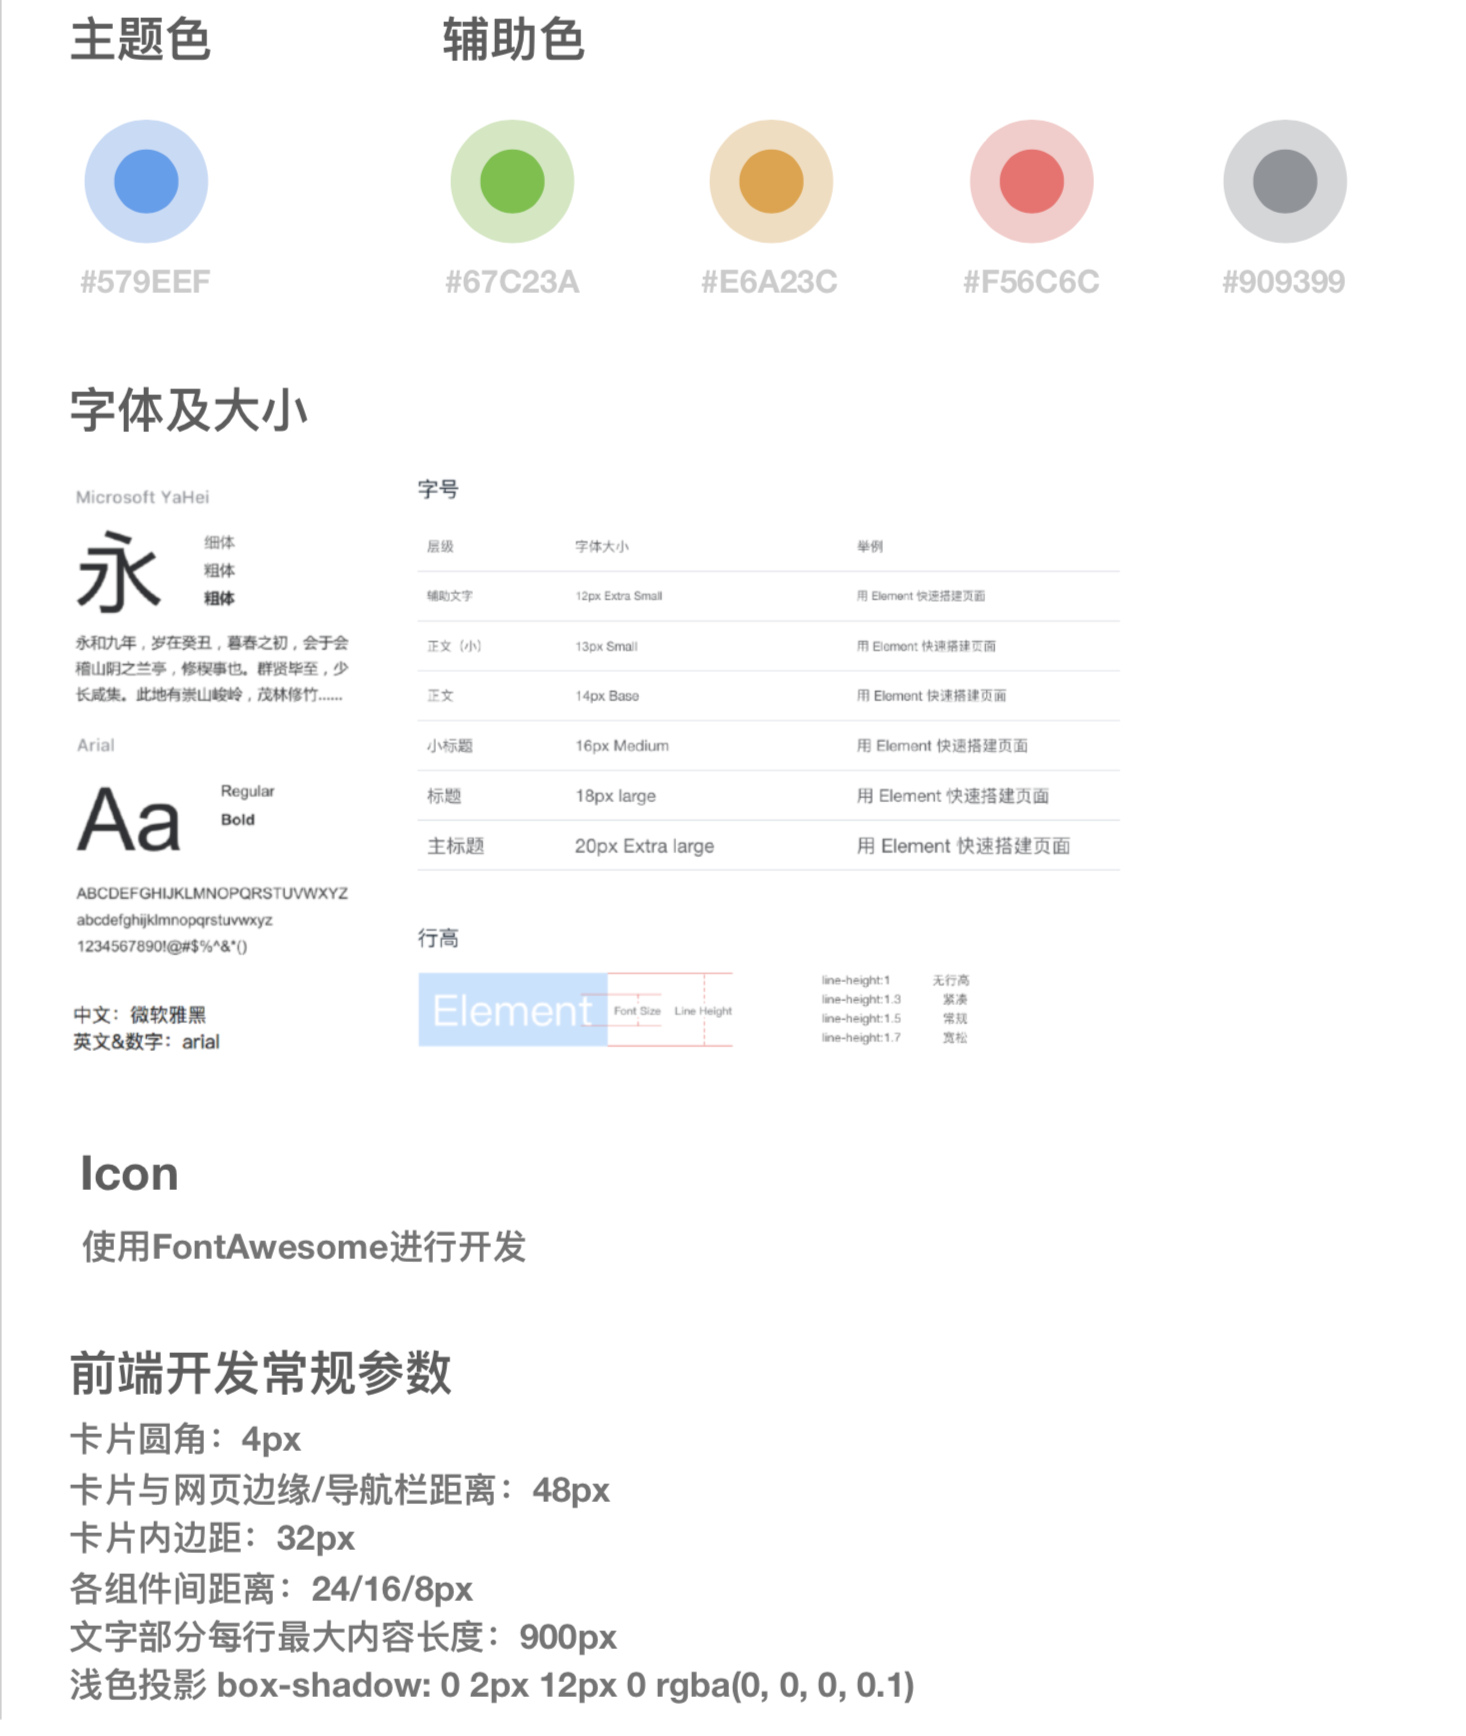 主题色 辅助色
#579EEF #67C23A #E6A23C #F56C6C #909399
字体及大小
Microsoft YaHei
永
细体
粗体
粗体
永和九年，岁在癸丑，暮春之初，会于会
稽山阴之兰亭，修稧事也。群贤毕至，少
长咸集。此地有崇山峻岭，茂林修竹……
Arial
Aa
Regular
Bold
ABCDEFGHIJKLMNOPQRSTUVWXYZ
abcdefghijklmnopqrstuvwxyz
1234567890!@#$%^&*()
中文：微软雅黑
英文&数字：arial
字号
层级 字体大小 举例
辅助文字 12px Extra Small 用 Element 快速搭建页面
正文（小） 13px Small 用 Element 快速搭建页面
正文 14px Base 用 Element 快速搭建页面
小标题 16px Medium 用 Element 快速搭建页面
标题 18px large 用 Element 快速搭建页面
主标题 20px Extra large 用 Element 快速搭建页面
行高
Element Font Size Line Height
line-height:1 无行高
line-height:1.3 紧凑
line-height:1.5 常规
line-height:1.7 宽松
Icon
使用FontAwesome进行开发
前端开发常规参数
卡片圆角：4px
卡片与网页边缘/导航栏距离：48px
卡片内边距：32px
各组件间距离：24/16/8px
文字部分每行最大内容长度：900px
浅色投影 box-shadow: 0 2px 12px 0 rgba(0, 0, 0, 0.1)